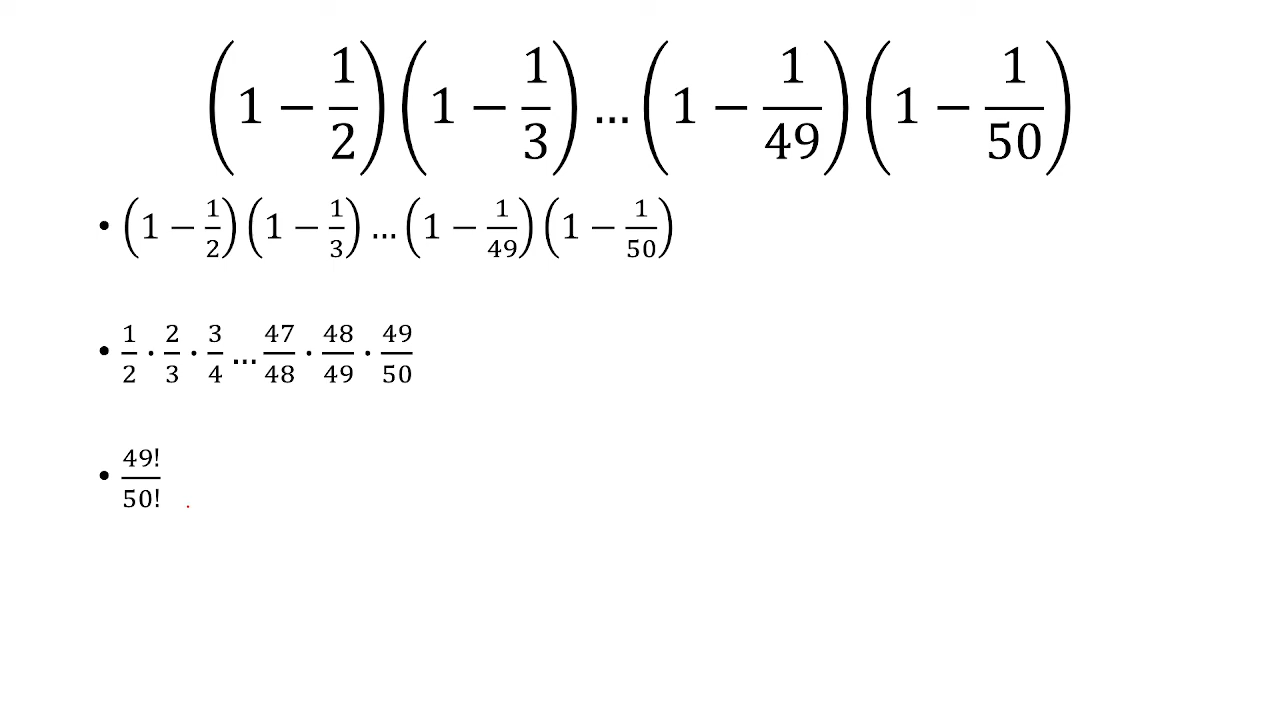 (1 − 1/2)(1 − 1/3)...(1 − 1/49)(1 − 1/50)
• (1 − 1/2)(1 − 1/3)...(1 − 1/49)(1 − 1/50)
• 1/2 · 2/3 · 3/4 ... 47/48 · 48/49 · 49/50
• 49!/50!